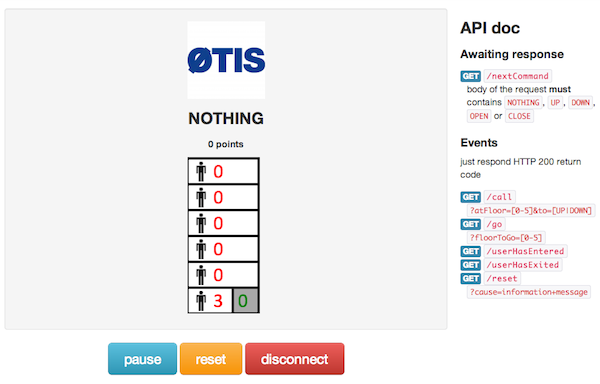 ØTIS
NOTHING
0 points
0
0
0
0
0
3 0
pause reset disconnect
API doc
Awaiting response
GET /nextCommand
body of the request must
contains NOTHING , UP , DOWN ,
OPEN or CLOSE
Events
just respond HTTP 200 return
code
GET /call
?atFloor=[0-5]&to=[UP|DOWN]
GET /go
?floorToGo=[0-5]
GET /userHasEntered
GET /userHasExited
GET /reset
?cause=information+message